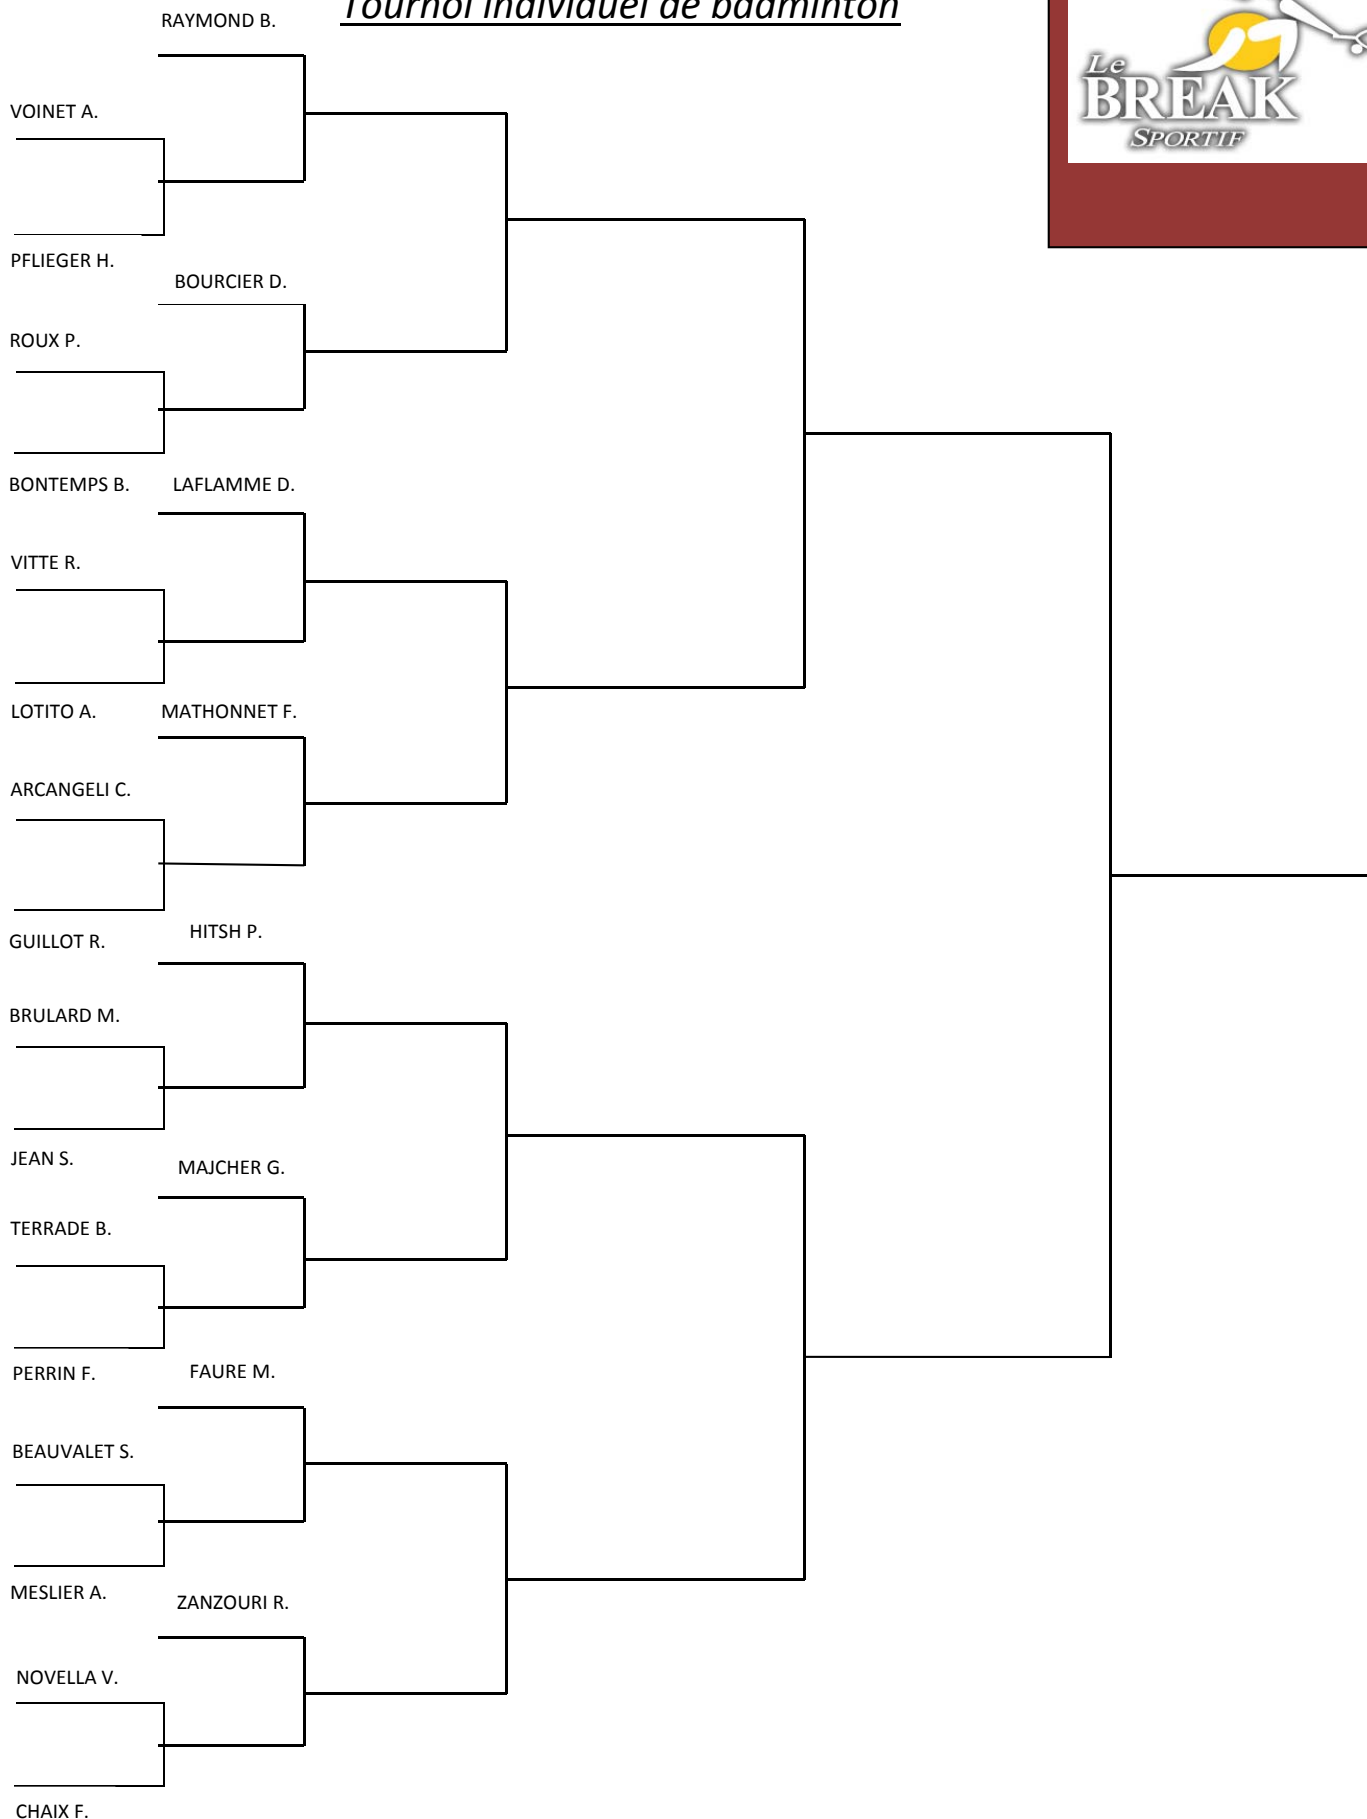 Tournoi individuel de badminton
Le
BREAK
SPORTIF
RAYMOND B.
VOINET A.
PFLIEGER H.
BOURCIER D.
ROUX P.
BONTEMPS B.
LAFLAMME D.
VITTE R.
LOTITO A.
MATHONNET F.
ARCANGELI C.
GUILLOT R.
HITSH P.
BRULARD M.
JEAN S.
MAJCHER G.
TERRADE B.
PERRIN F.
FAURE M.
BEAUVALET S.
MESLIER A.
ZANZOURI R.
NOVELLA V.
CHAIX F.